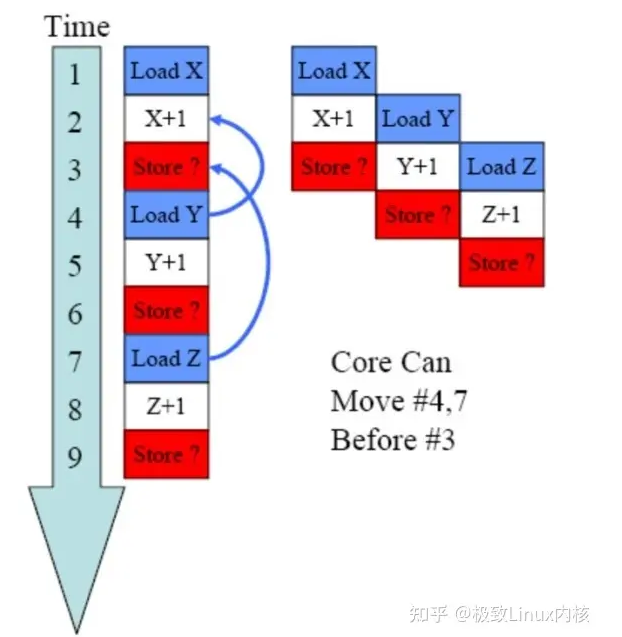 Time
1
Load X
2
X+1
3
Store ?
4
Load Y
5
Y+1
6
Store ?
7
Load Z
8
Z+1
9
Store ?
Load X
X+1 Load Y
Store ? Y+1 Load Z
Store ? Z+1
Store ?
Core Can
Move #4,7
Before #3
知乎 @极致Linux内核